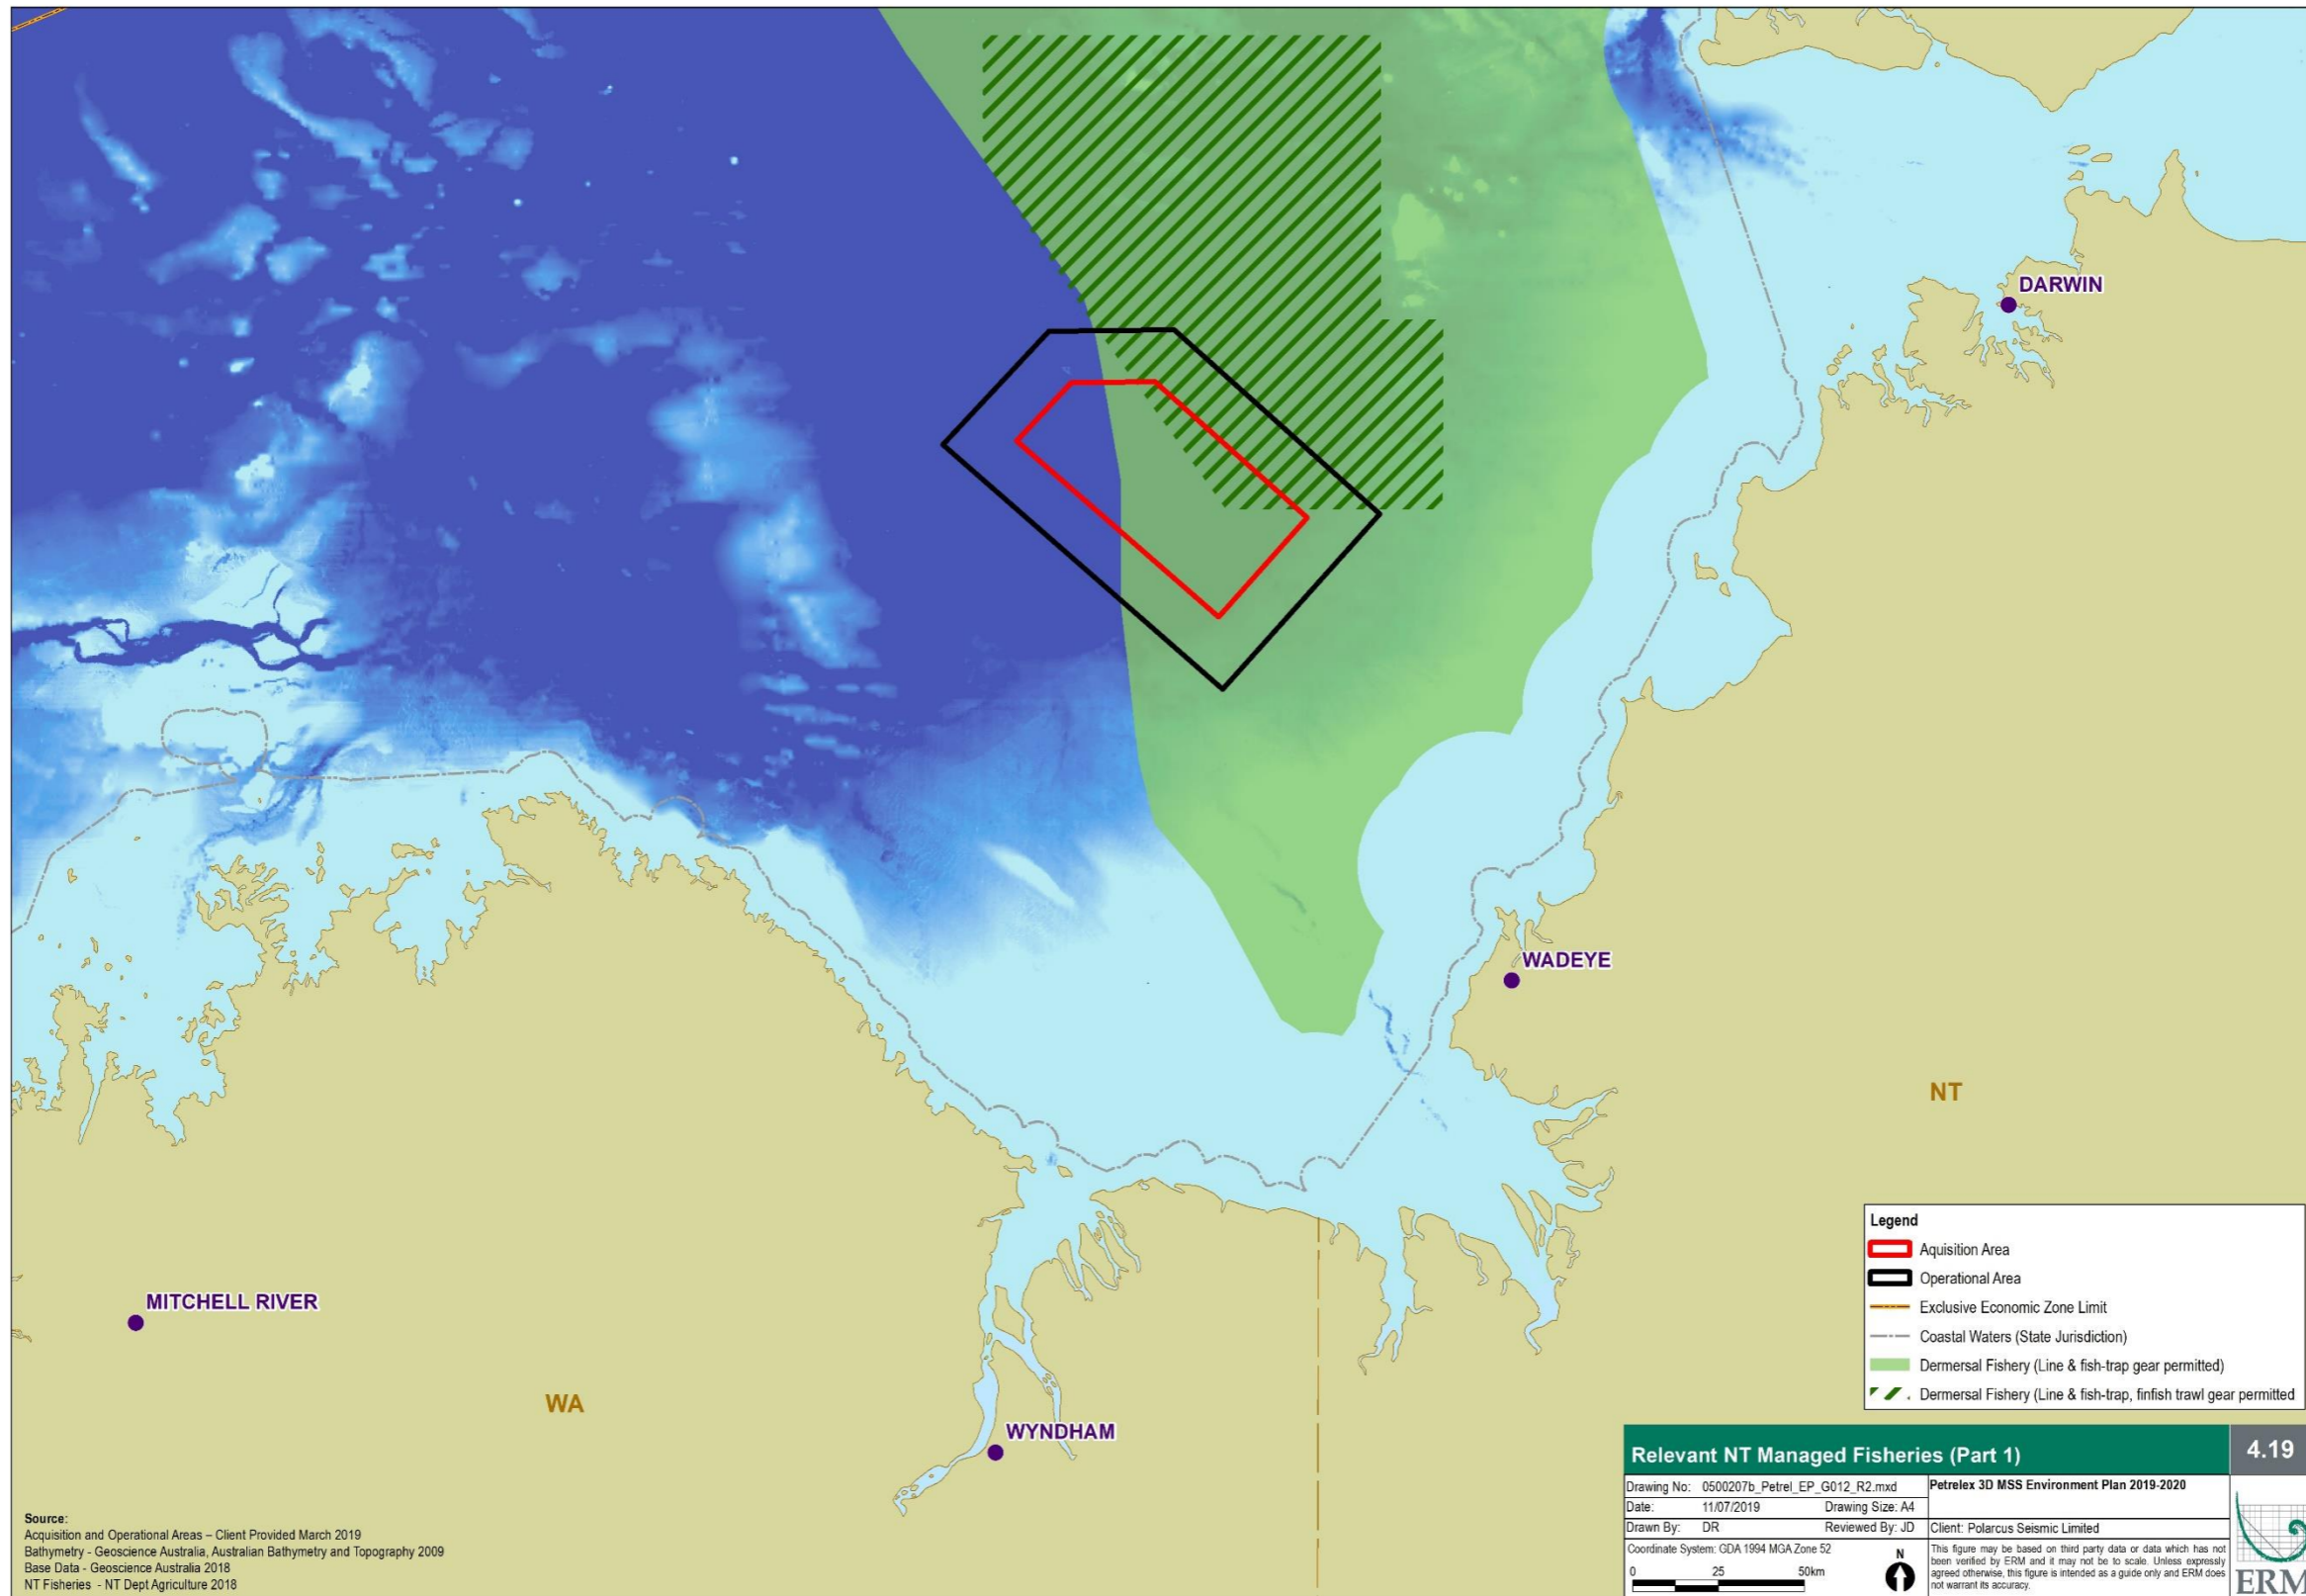 DARWIN
WADEYE
NT
MITCHELL RIVER
WA
WYNDHAM
Legend
Aquisition Area
Operational Area
Exclusive Economic Zone Limit
Coastal Waters (State Jurisdiction)
Dermersal Fishery (Line & fish-trap gear permitted)
Dermersal Fishery (Line & fish-trap, finfish trawl gear permitted
Relevant NT Managed Fisheries (Part 1)
4.19
Drawing No: 0500207b_Petrel_EP_G012_R2.mxd
Petrelex 3D MSS Environment Plan 2019-2020
Date: 11/07/2019 Drawing Size: A4
Drawn By: DR Reviewed By: JD
Client: Polarcus Seismic Limited
Coordinate System: GDA 1994 MGA Zone 52
0 25 50km
N
This figure may be based on third party data or data which has not
been verified by ERM and it may not be to scale. Unless expressly
agreed otherwise, this figure is intended as a guide only and ERM does
not warrant its accuracy.
ERM
Source:
Acquisition and Operational Areas – Client Provided March 2019
Bathymetry - Geoscience Australia, Australian Bathymetry and Topography 2009
Base Data - Geoscience Australia 2018
NT Fisheries - NT Dept Agriculture 2018